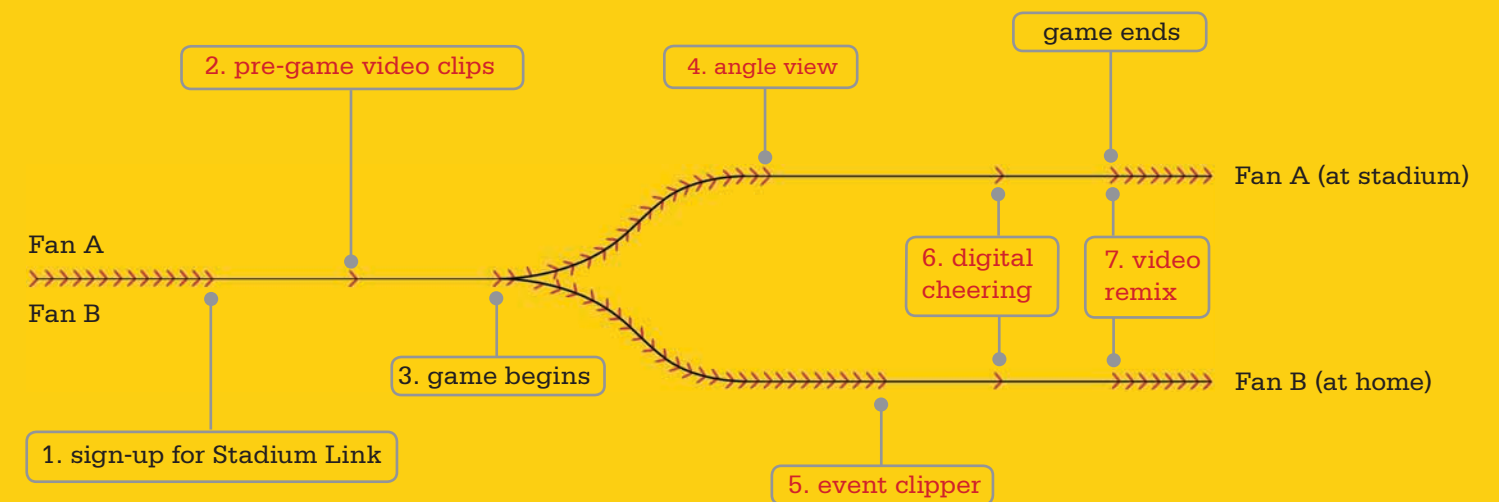 game ends
2. pre-game video clips
4. angle view
Fan A (at stadium)
Fan A
6. digital
cheering
7. video
remix
Fan B
3. game begins
Fan B (at home)
1. sign-up for Stadium Link
5. event clipper